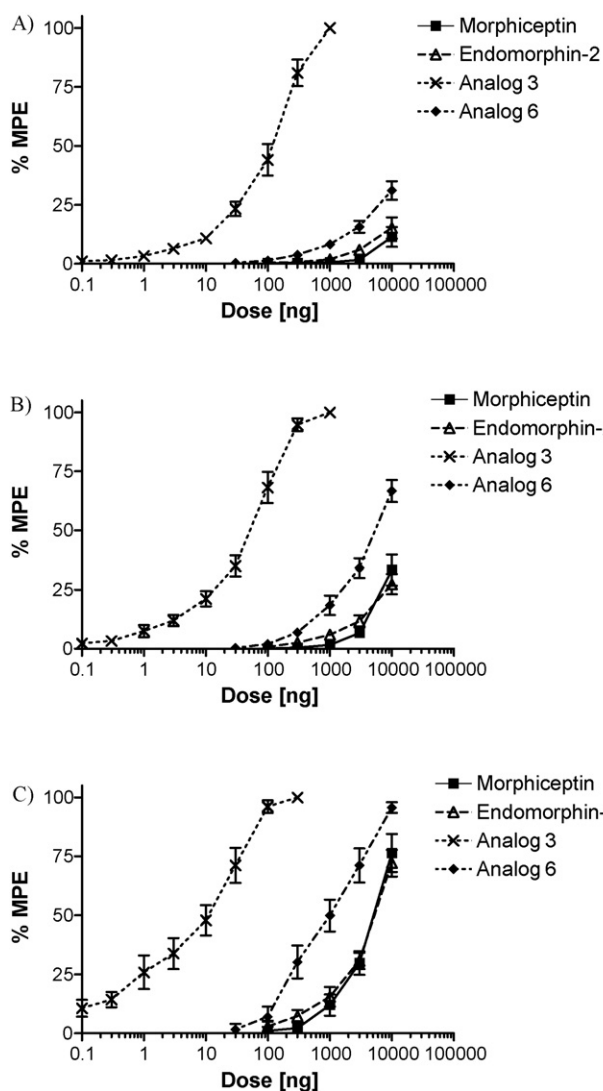 A)
100
75
50
25
0
% MPE
0.1 1 10 100 1000 10000 100000
Dose [ng]
Morphiceptin
Endomorphin-2
Analog 3
Analog 6
B)
100
75
50
25
0
% MPE
0.1 1 10 100 1000 10000 100000
Dose [ng]
Morphiceptin
Endomorphin-
Analog 3
Analog 6
C)
100
75
50
25
0
% MPE
0.1 1 10 100 1000 10000 100000
Dose [ng]
Morphiceptin
Endomorphin-
Analog 3
Analog 6